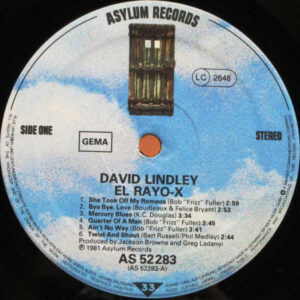 ASYLUM RECORDS
LC 2646
SIDE ONE
GEMA
STEREO
DAVID LINDLEY
EL RAYO-X
1. She Took Off My Romeos (Bob "Frizz" Fuller) 2:59
2. Bye Bye, Love (Boudleaux & Felice Bryant) 2:53
3. Mercury Blues (K.C. Douglas) 3:34
4. Quarter Of A Man (Bob "Frizz" Fuller)
5. Ain't No Way (Bob "Frizz" Fuller) 3:41
6. Twist And Shout (Bert Russell/Phil Medley) 2:44
Produced by Jackson Browne and Greg Ladanyi
℗ 1981 Asylum Records
AS 52283
(AS 52283-A)
33